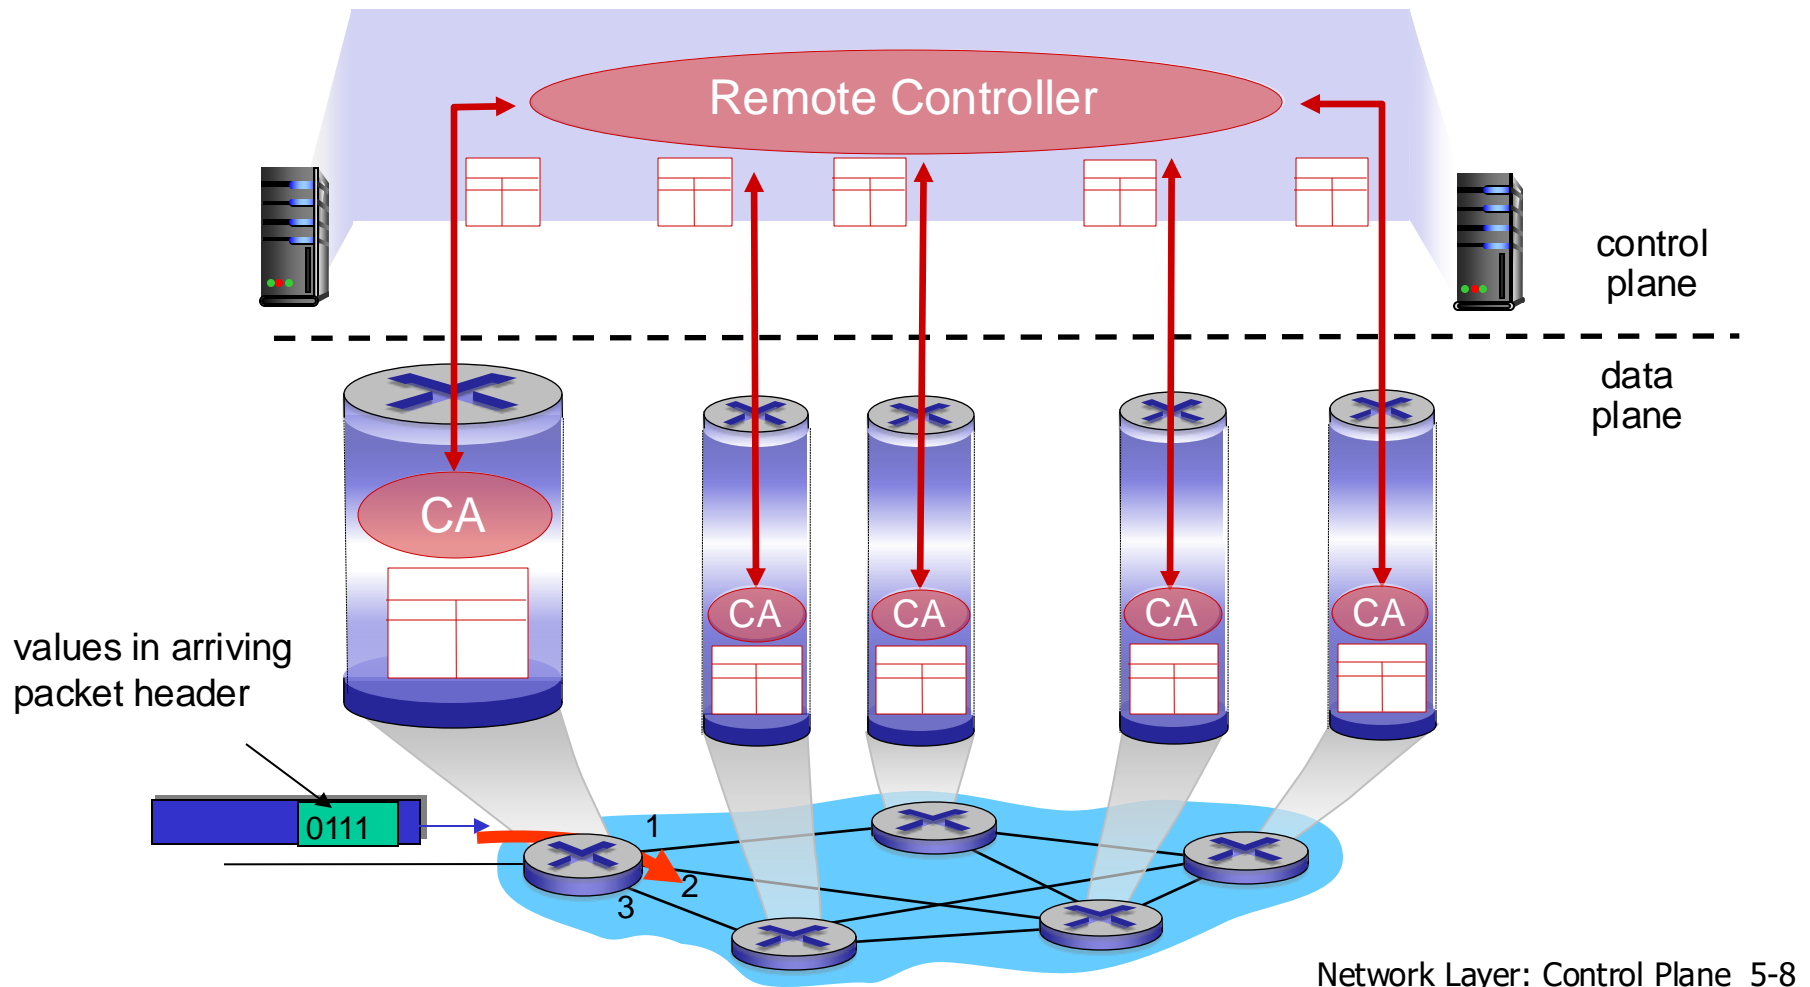 Remote Controller
control
plane
data
plane
CA
CA
CA
CA
CA
values in arriving
packet header
0111
1
2
3
Network Layer: Control Plane 5-8